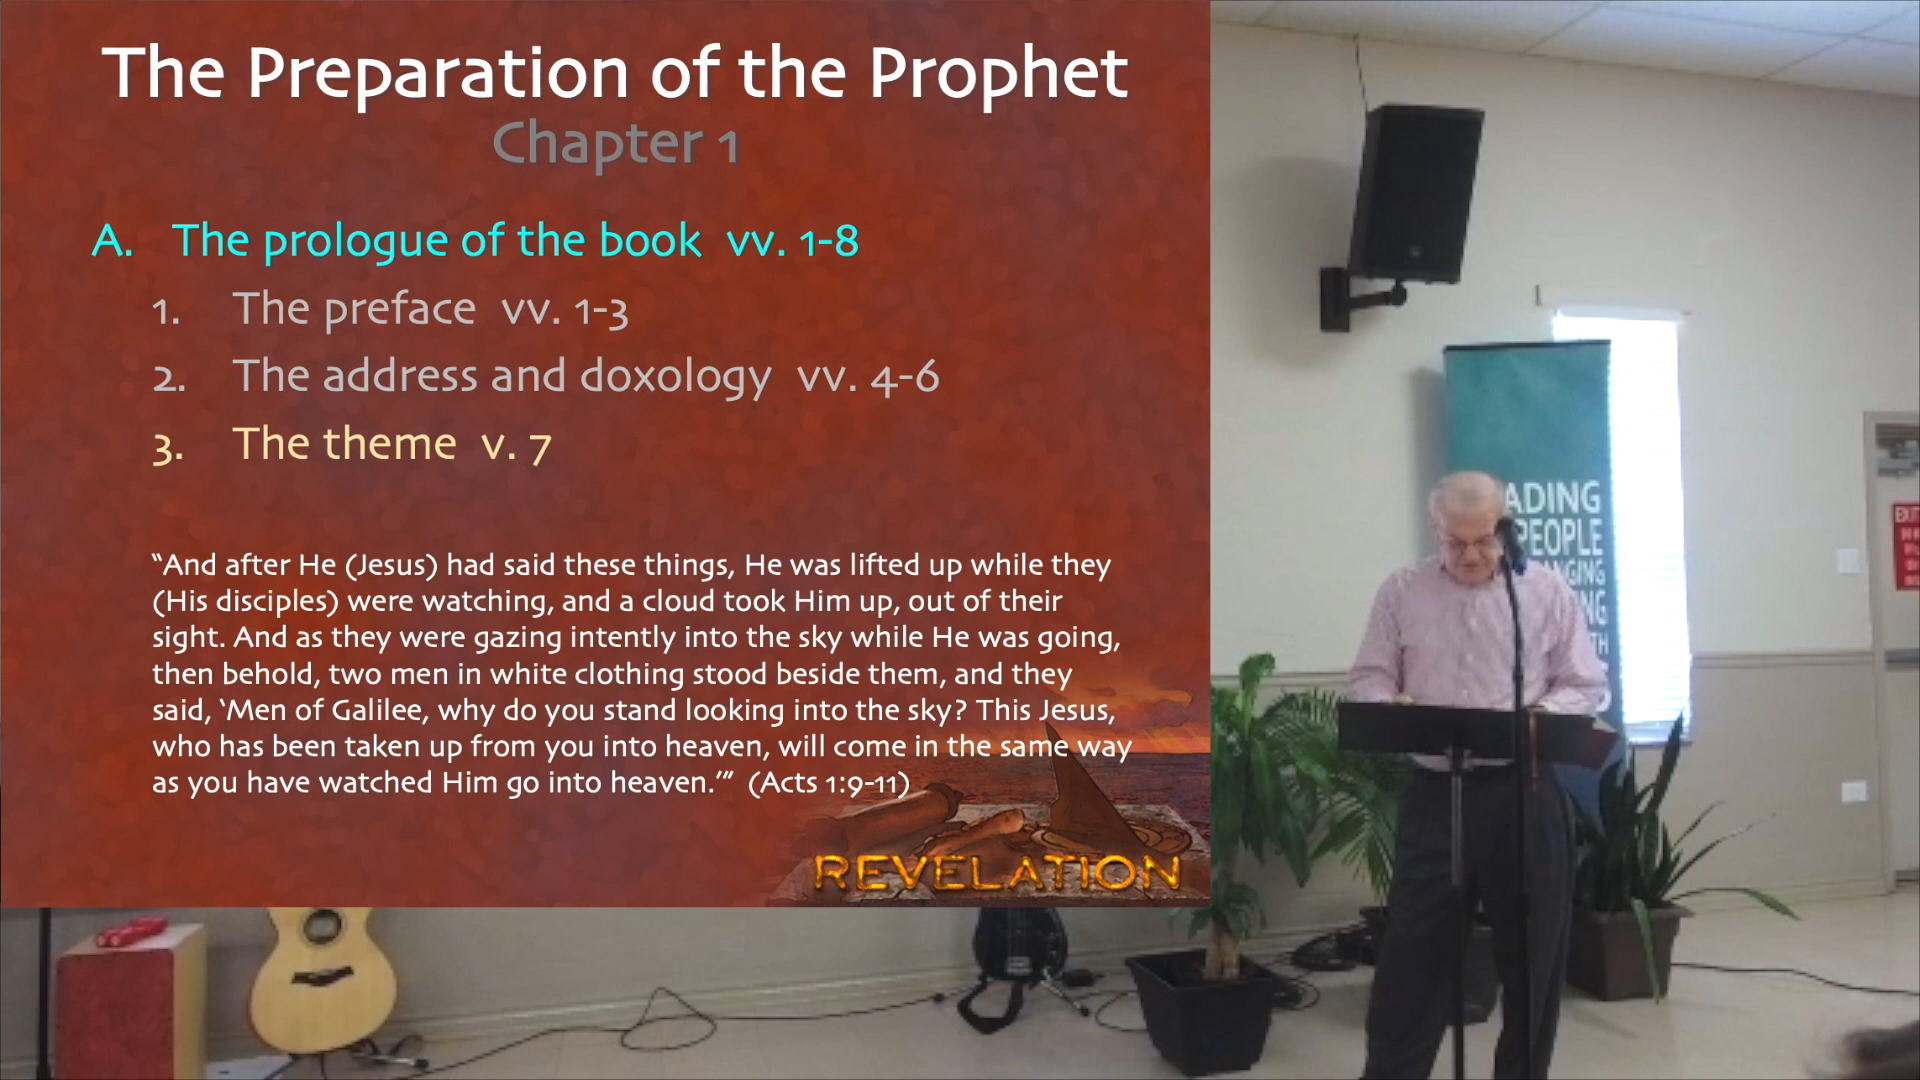 The Preparation of the Prophet
Chapter 1
A. The prologue of the book vv. 1-8
1. The preface vv. 1-3
2. The address and doxology vv. 4-6
3. The theme v. 7
“And after He (Jesus) had said these things, He was lifted up while they
(His disciples) were watching, and a cloud took Him up, out of their
sight. And as they were gazing intently into the sky while He was going,
then behold, two men in white clothing stood beside them, and they
said, ‘Men of Galilee, why do you stand looking into the sky? This Jesus,
who has been taken up from you into heaven, will come in the same way
as you have watched Him go into heaven.’” (Acts 1:9-11)
REVELATION
ADING
PEOPLE
ANGING
NG
TH
EXIT